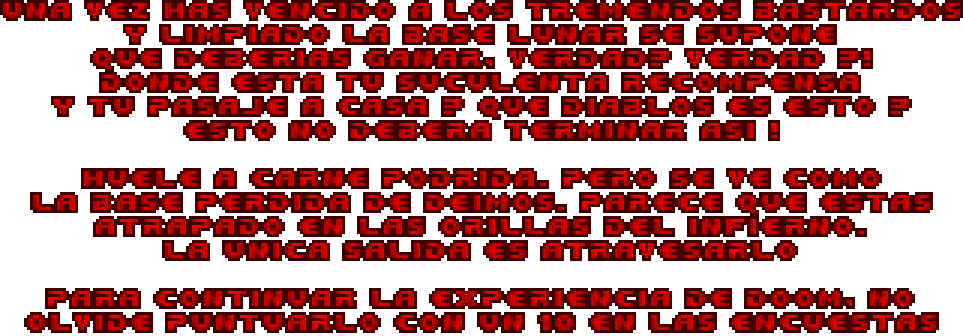 UNA VEZ HAS VENCIDO A LOS TREMENDOS BASTARDOS
Y LIMPIADO LA BASE LUNAR SE SUPONE
QUE DEBERIAS GANAR, VERDAD? VERDAD ?!
DONDE ESTA TU SUCULENTA RECOMPENSA
Y TU PASAJE A CASA ? QUE DIABLOS ES ESTO ?
ESTO NO DEBERA TERMINAR ASI !
HUELE A CARNE PODRIDA, PERO SE VE COMO
LA BASE PERDIDA DE DEIMOS. PARECE QUE ESTAS
ATRAPADO EN LAS ORILLAS DEL INFIERNO.
LA UNICA SALIDA ES ATRAVESARLO
PARA CONTINUAR LA EXPERIENCIA DE DOOM, NO
OLVIDE PUNTUARLO CON UN 10 EN LAS ENCUESTAS